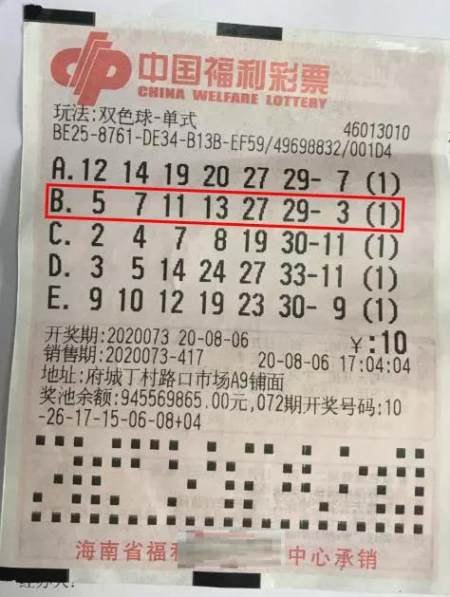 中国福利彩票
CHINA WELFARE LOTTERY
玩法:双色球-单式
46013010
BE25-8761-DE34-B13B-EF59/49698832/001D4
A.12 14 19 20 27 29- 7 (1)
B. 5 7 11 13 27 29- 3 (1)
C. 2 4 7 8 19 30-11 (1)
D. 3 5 14 24 27 33-11 (1)
E. 9 10 12 19 23 30- 9 (1)
开奖期:2020073 20-08-06 ¥:10
销售期:2020073-417 20-08-06 17:04:04
地址:府城丁村路口市场A9铺面
奖池余额:945569865.00元,072期开奖号码:10
-26-17-15-06-08+04
海南省福 中心承销